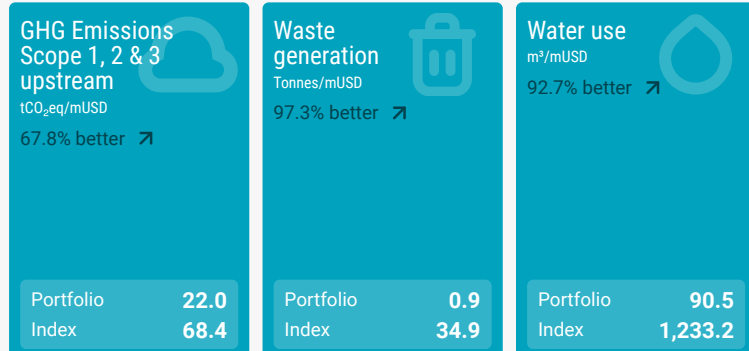 GHG Emissions
Scope 1, 2 & 3
upstream
tCO₂eq/mUSD
67.8% better
Portfolio 22.0
Index 68.4
Waste
generation
Tonnes/mUSD
97.3% better
Portfolio 0.9
Index 34.9
Water use
m³/mUSD
92.7% better
Portfolio 90.5
Index 1,233.2